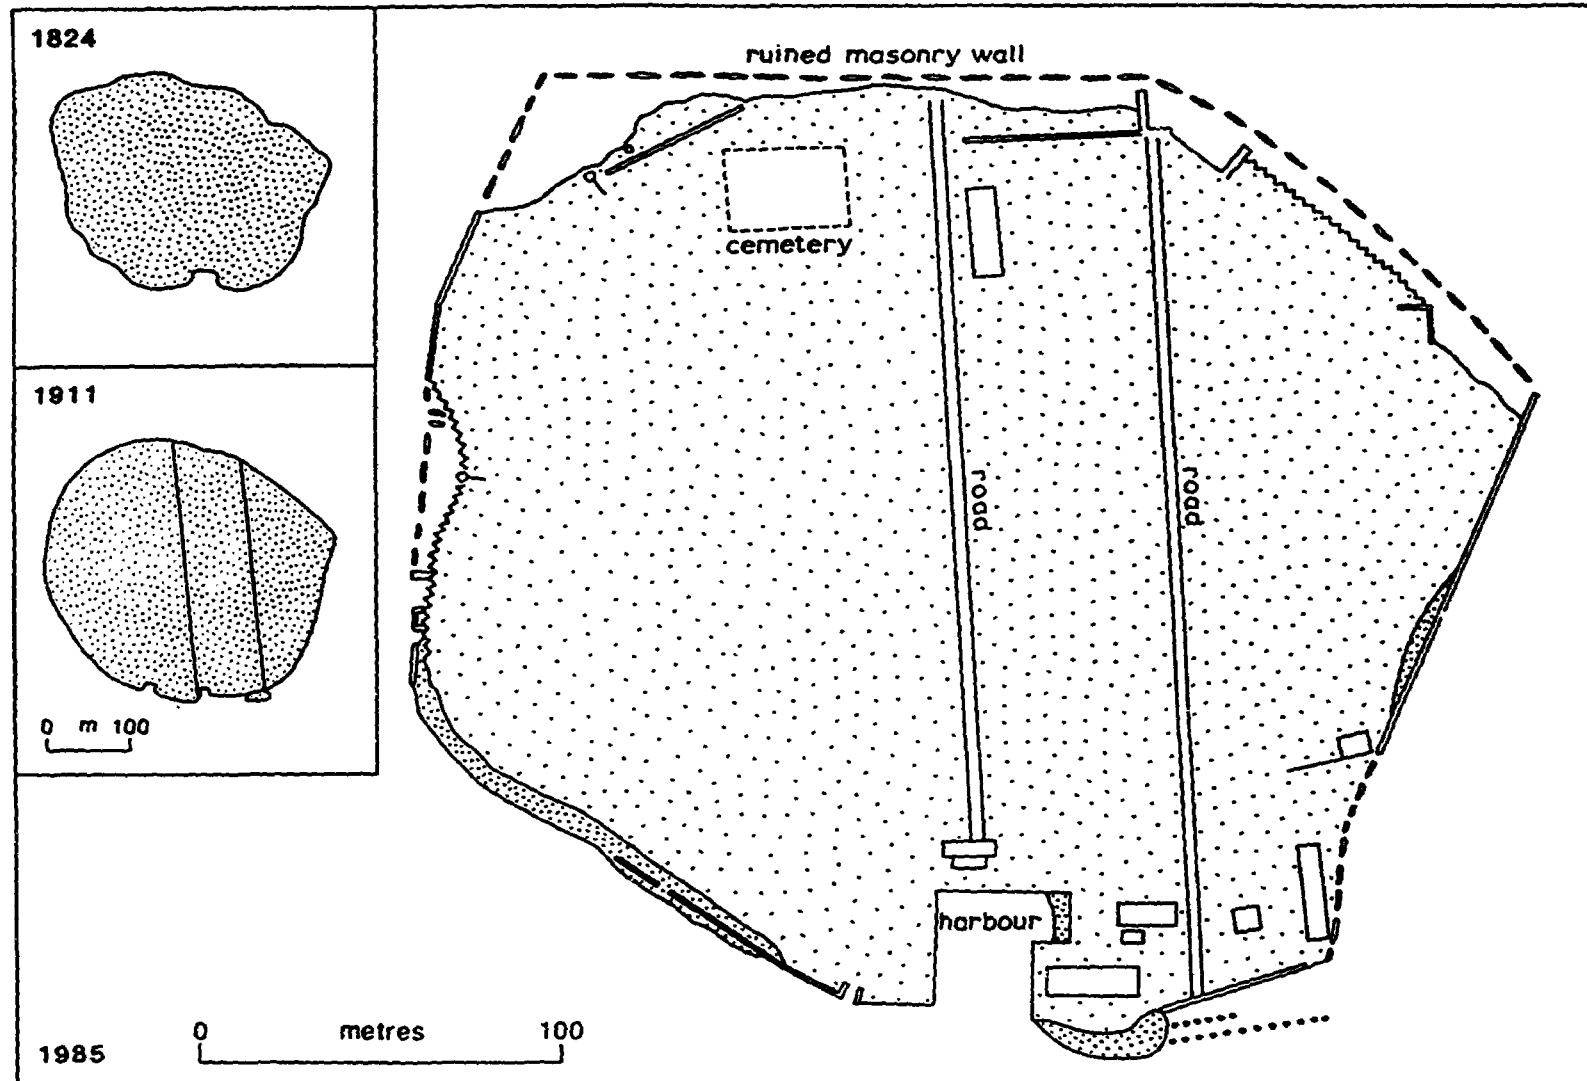 1824
ruined masonry wall
cemetery
1911
0 m 100
road
road
harbour
0 metres 100
1985